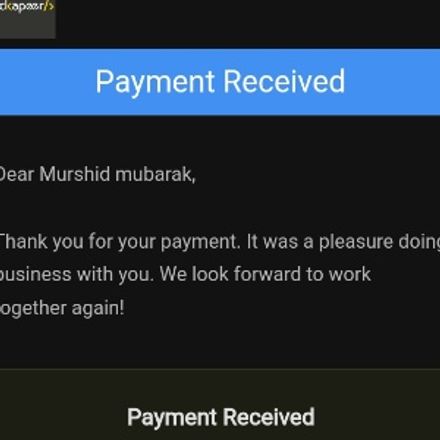 Payment Received
Dear Murshid mubarak,
Thank you for your payment. It was a pleasure doing
business with you. We look forward to work
together again!
Payment Received